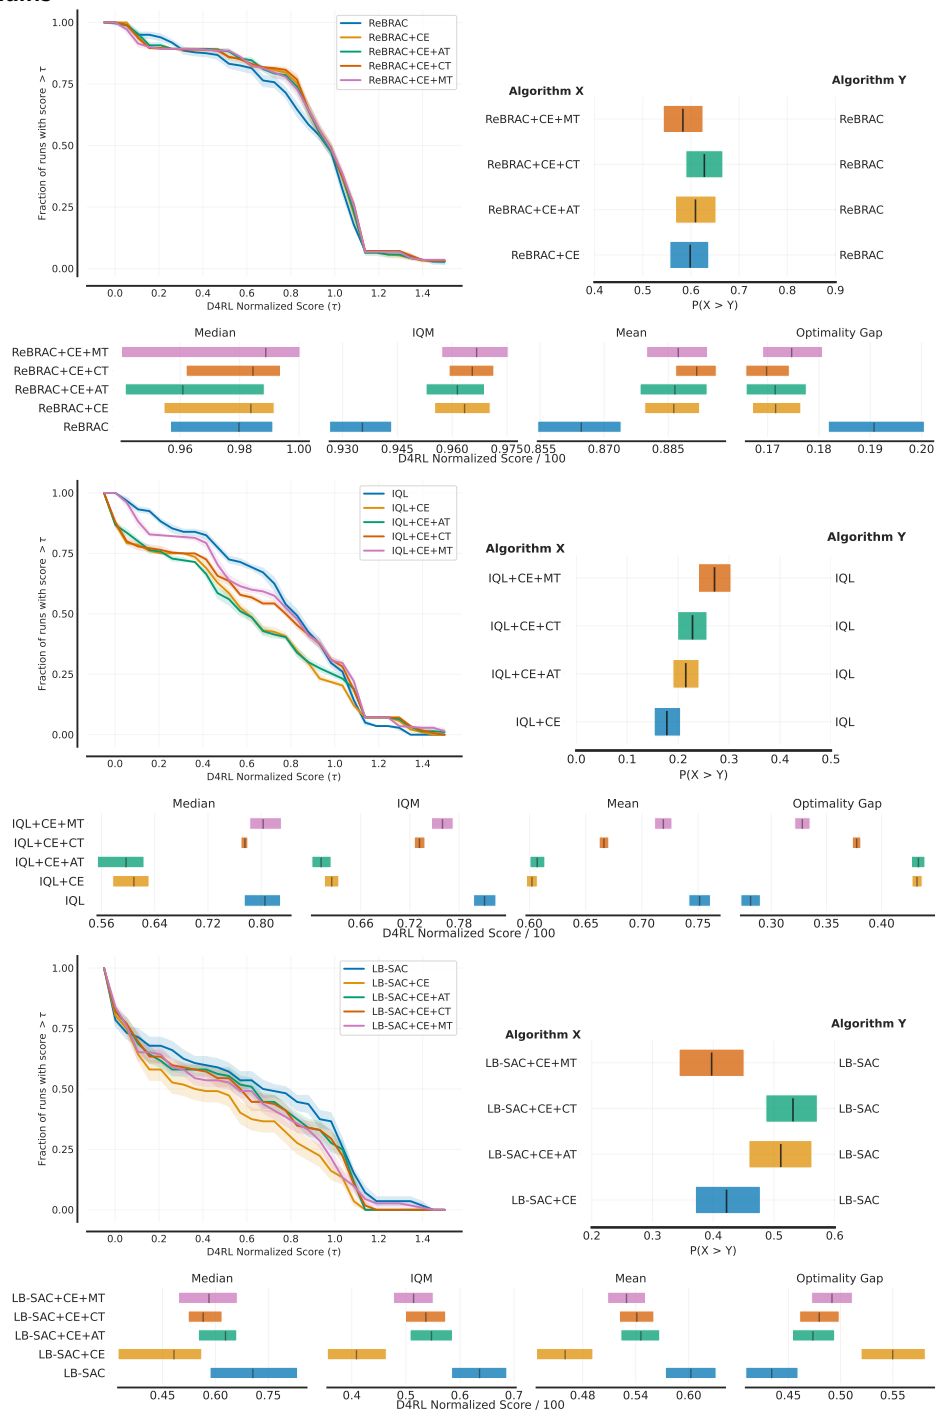 1.00
0.75
0.50
0.25
0.00
Fraction of runs with score > τ
ReBRAC
ReBRAC+CE
ReBRAC+CE+AT
ReBRAC+CE+CT
ReBRAC+CE+MT
0.0 0.2 0.4 0.6 0.8 1.0 1.2 1.4
D4RL Normalized Score (τ)
Algorithm X Algorithm Y
ReBRAC+CE+MT ReBRAC
ReBRAC+CE+CT ReBRAC
ReBRAC+CE+AT ReBRAC
ReBRAC+CE ReBRAC
0.4 0.5 0.6 0.7 0.8 0.9
P(X > Y)
Median IQM Mean Optimality Gap
ReBRAC+CE+MT
ReBRAC+CE+CT
ReBRAC+CE+AT
ReBRAC+CE
ReBRAC
0.96 0.98 1.00 0.930 0.945 0.960 0.975 0.855 0.870 0.885 0.17 0.18 0.19 0.20
D4RL Normalized Score / 100
1.00
0.75
0.50
0.25
0.00
Fraction of runs with score > τ
IQL
IQL+CE
IQL+CE+AT
IQL+CE+CT
IQL+CE+MT
0.0 0.2 0.4 0.6 0.8 1.0 1.2 1.4
D4RL Normalized Score (τ)
Algorithm X Algorithm Y
IQL+CE+MT IQL
IQL+CE+CT IQL
IQL+CE+AT IQL
IQL+CE IQL
0.0 0.1 0.2 0.3 0.4 0.5
P(X > Y)
Median IQM Mean Optimality Gap
IQL+CE+MT
IQL+CE+CT
IQL+CE+AT
IQL+CE
IQL
0.56 0.64 0.72 0.80 0.66 0.72 0.78 0.60 0.65 0.70 0.75 0.30 0.35 0.40
D4RL Normalized Score / 100
1.00
0.75
0.50
0.25
0.00
Fraction of runs with score > τ
LB-SAC
LB-SAC+CE
LB-SAC+CE+AT
LB-SAC+CE+CT
LB-SAC+CE+MT
0.0 0.2 0.4 0.6 0.8 1.0 1.2 1.4
D4RL Normalized Score (τ)
Algorithm X Algorithm Y
LB-SAC+CE+MT LB-SAC
LB-SAC+CE+CT LB-SAC
LB-SAC+CE+AT LB-SAC
LB-SAC+CE LB-SAC
0.2 0.3 0.4 0.5 0.6
P(X > Y)
Median IQM Mean Optimality Gap
LB-SAC+CE+MT
LB-SAC+CE+CT
LB-SAC+CE+AT
LB-SAC+CE
LB-SAC
0.45 0.60 0.75 0.4 0.5 0.6 0.7 0.48 0.54 0.60 0.45 0.50 0.55
D4RL Normalized Score / 100